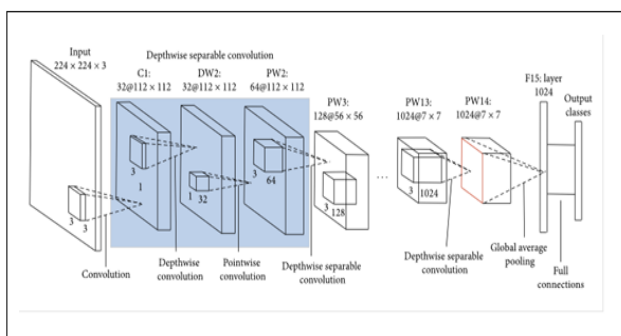 Input
224 × 224 × 3
Depthwise separable convolution
C1:
32@112 × 112
DW2:
32@112 × 112
PW2:
64@112 × 112
PW3:
128@56 × 56
PW13:
1024@7 × 7
PW14:
1024@7 × 7
F15: layer
1024
Output
classes
3
3
3
1
1
32
3
64
3
128
...
3
1024
Convolution
Depthwise
convolution
Pointwise
convolution
Depthwise separable
convolution
Depthwise separable
convolution
Global average
pooling
Full
connections